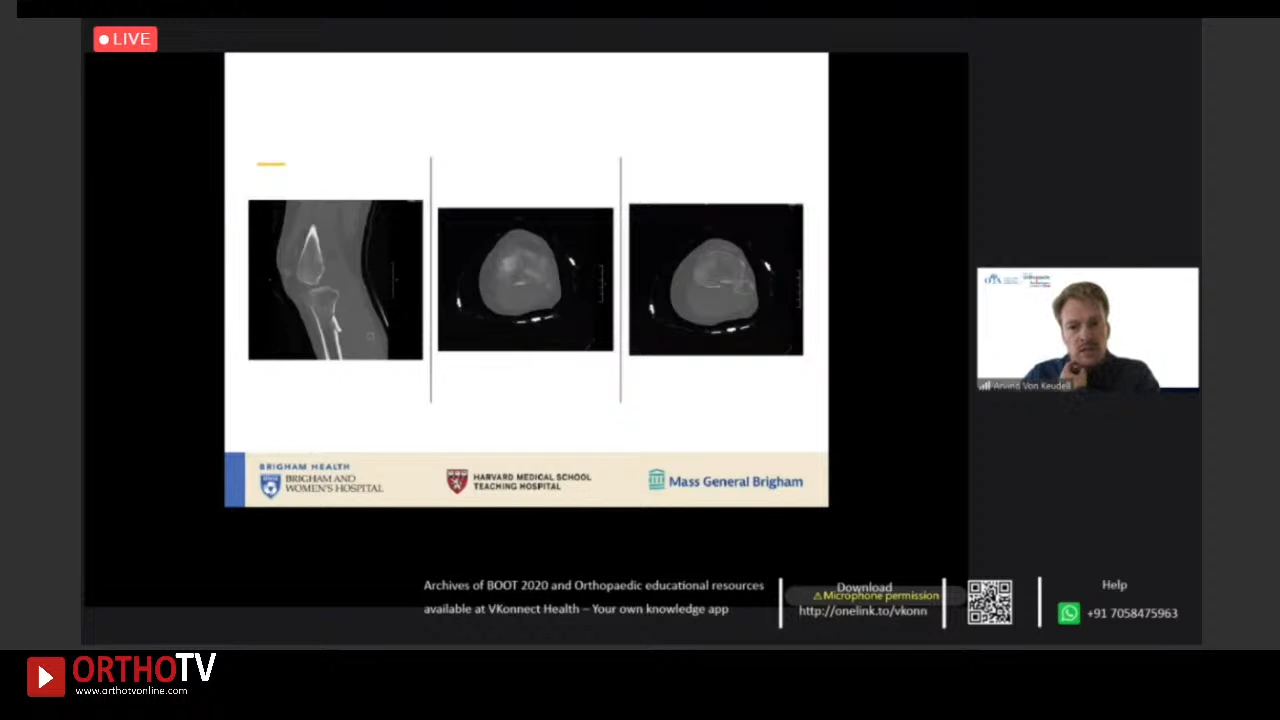 LIVE
BRIGHAM HEALTH
BRIGHAM AND
WOMEN'S HOSPITAL
HARVARD MEDICAL SCHOOL
TEACHING HOSPITAL
Mass General Brigham
OTA
Arvind Von Keudell
Archives of BOOT 2020 and Orthopaedic educational resources
available at VKonnect Health – Your own knowledge app
Download
⚠Microphone permission
http://onelink.to/vkonn
Help
+91 7058475963
ORTHOTV
www.orthotvonline.com